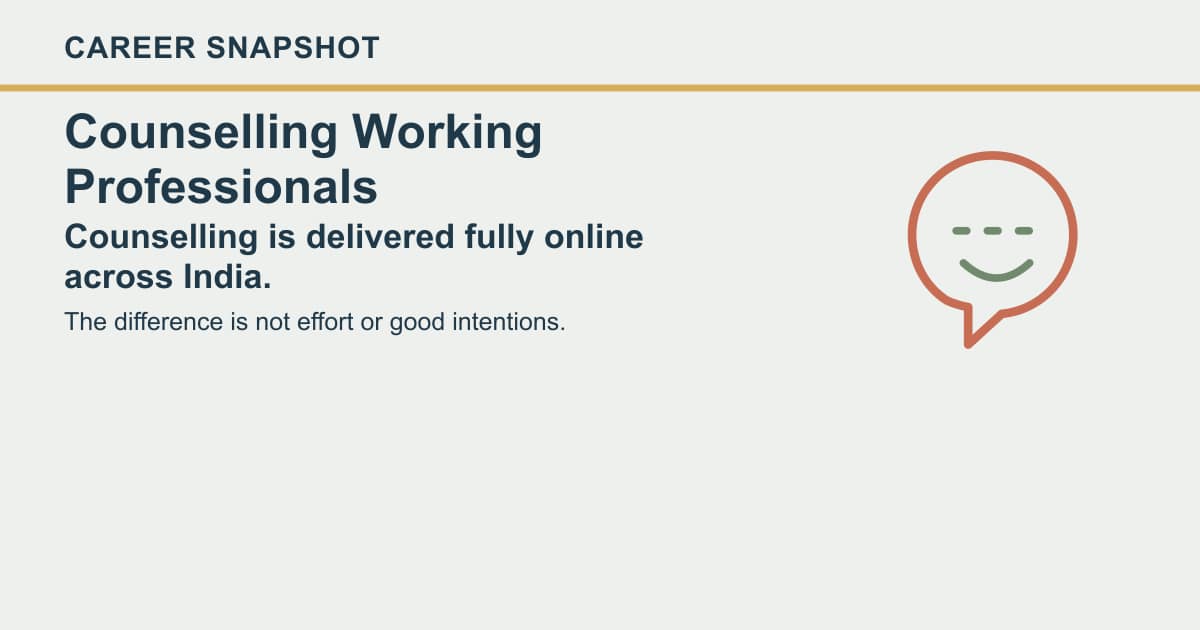 CAREER SNAPSHOT
Counselling Working
Professionals
Counselling is delivered fully online
across India.
The difference is not effort or good intentions.